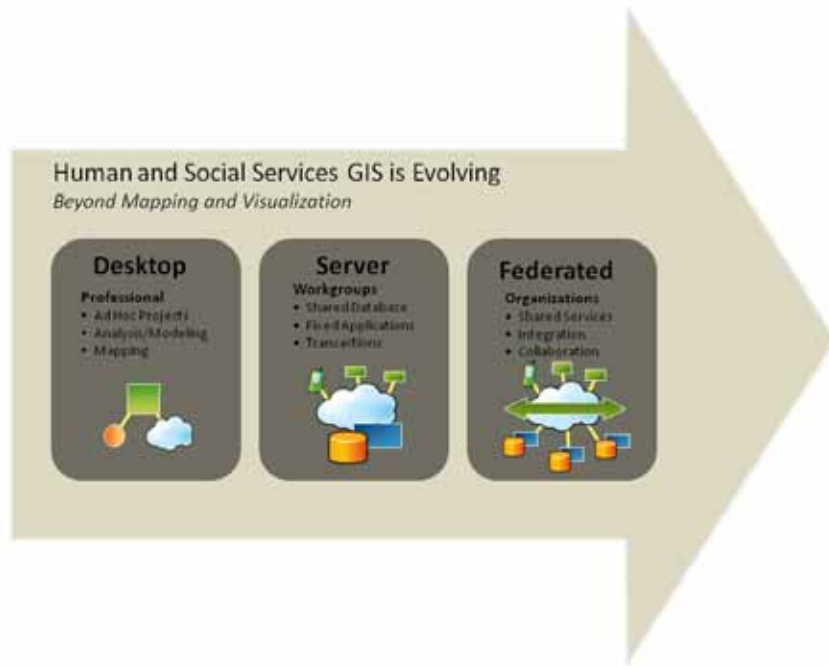 Human and Social Services GIS is Evolving
Beyond Mapping and Visualization
Desktop
Professional
• Ad Hoc Projects
• Analysis/Modeling
• Mapping
Server
Workgroups
• Shared Database
• Fixed Applications
• Transactions
Federated
Organizations
• Shared Services
• Integration
• Collaboration